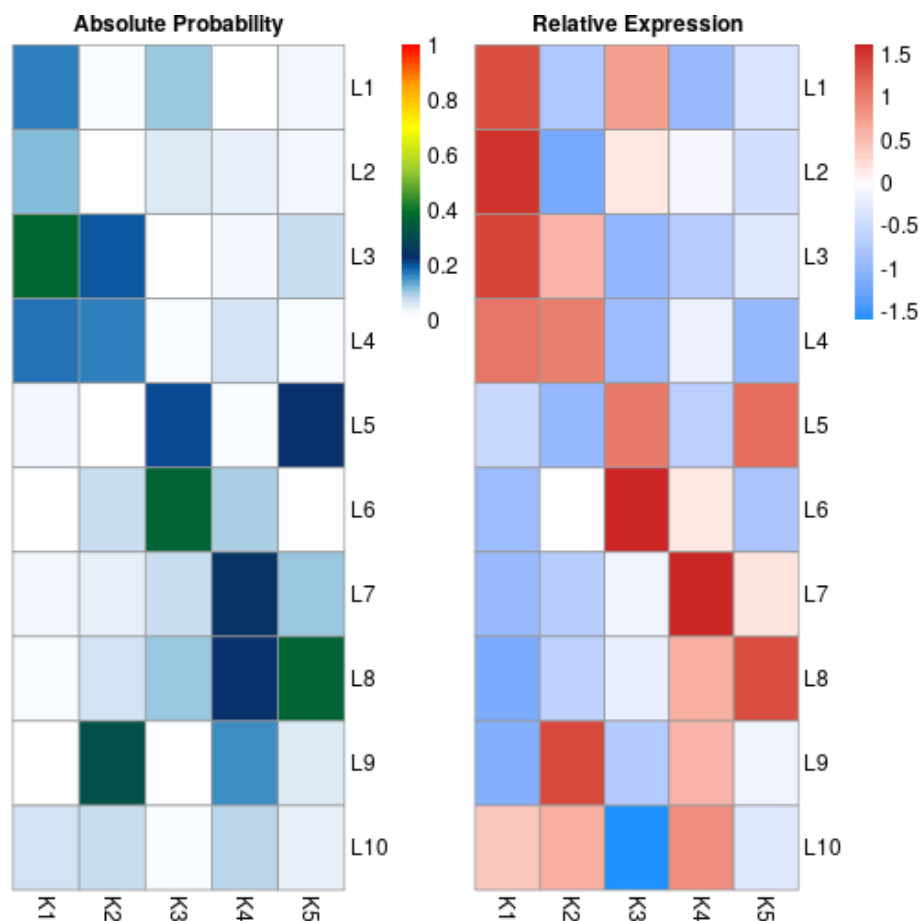 Absolute Probability
L1
L2
L3
L4
L5
L6
L7
L8
L9
L10
K1
K2
K3
K4
K5
1
0.8
0.6
0.4
0.2
0
Relative Expression
L1
L2
L3
L4
L5
L6
L7
L8
L9
L10
K1
K2
K3
K4
K5
1.5
1
0.5
0
-0.5
-1
-1.5